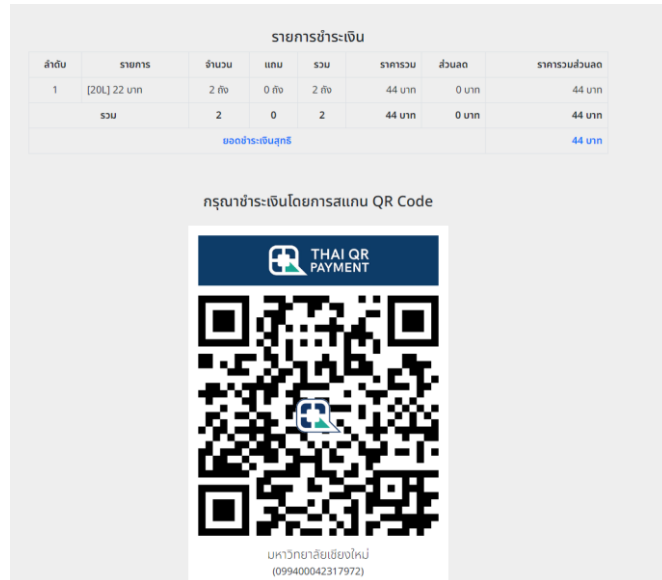 รายการชำระเงิน
ลำดับ รายการ จำนวน แถม รวม ราคารวม ส่วนลด ราคารวมส่วนลด
1 [20L] 22 บาท 2 ถัง 0 ถัง 2 ถัง 44 บาท 0 บาท 44 บาท
รวม 2 0 2 44 บาท 0 บาท 44 บาท
ยอดชำระเงินสุทธิ 44 บาท
กรุณาชำระเงินโดยการสแกน QR Code
THAI QR
PAYMENT
มหาวิทยาลัยเชียงใหม่
(099400042317972)